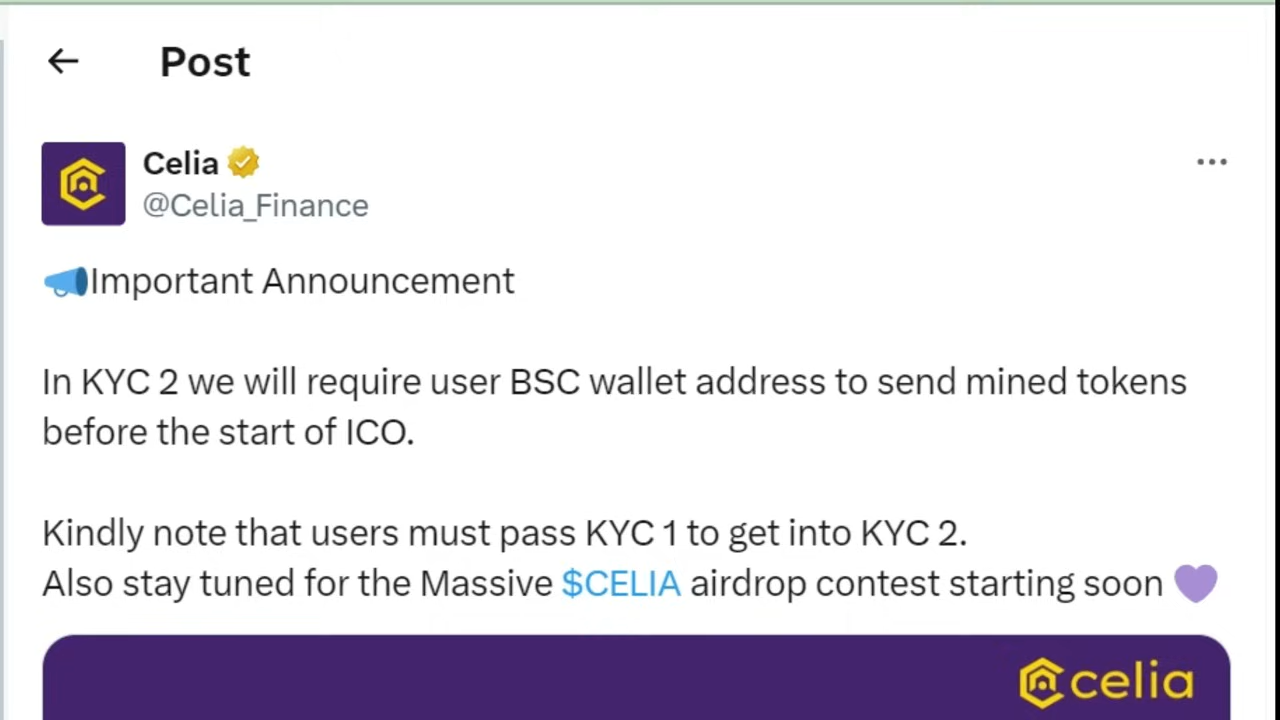 Post
Celia
@Celia_Finance
Important Announcement
In KYC 2 we will require user BSC wallet address to send mined tokens
before the start of ICO.
Kindly note that users must pass KYC 1 to get into KYC 2.
Also stay tuned for the Massive $CELIA airdrop contest starting soon
celia